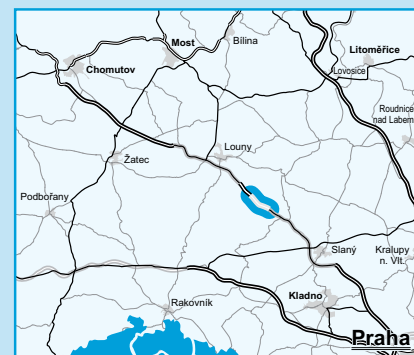 Most
Bílina
Litoměřice
Chomutov
Lovosice
Roudnice
nad Labem
Louny
Žatec
Podbořany
Slaný
Kralupy
n. Vlt.
Rakovník
Kladno
Praha